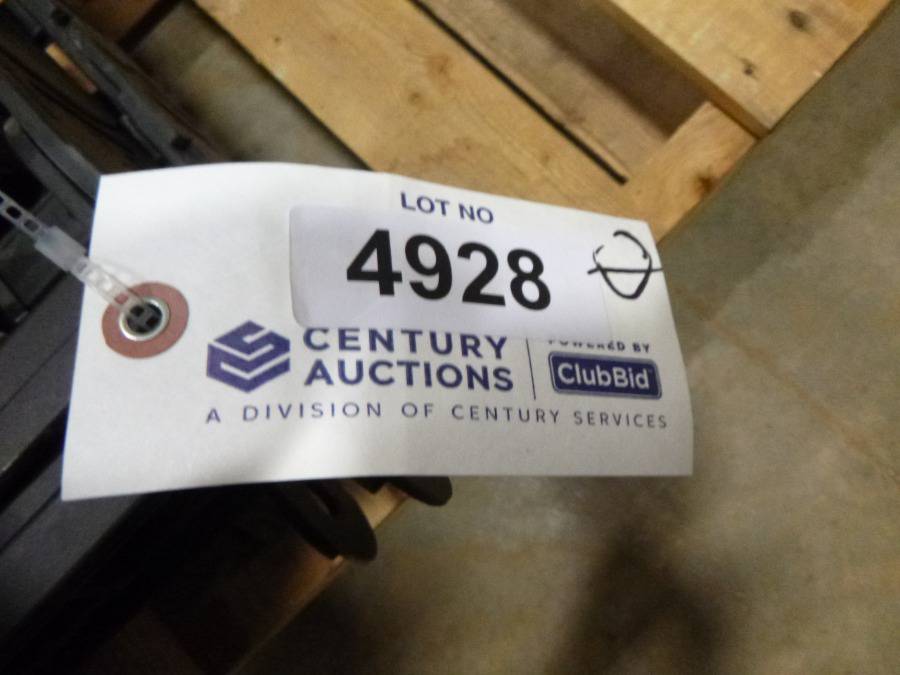 LOT NO
4928
CENTURY
AUCTIONS
POWERED BY
ClubBid
A DIVISION OF CENTURY SERVICES